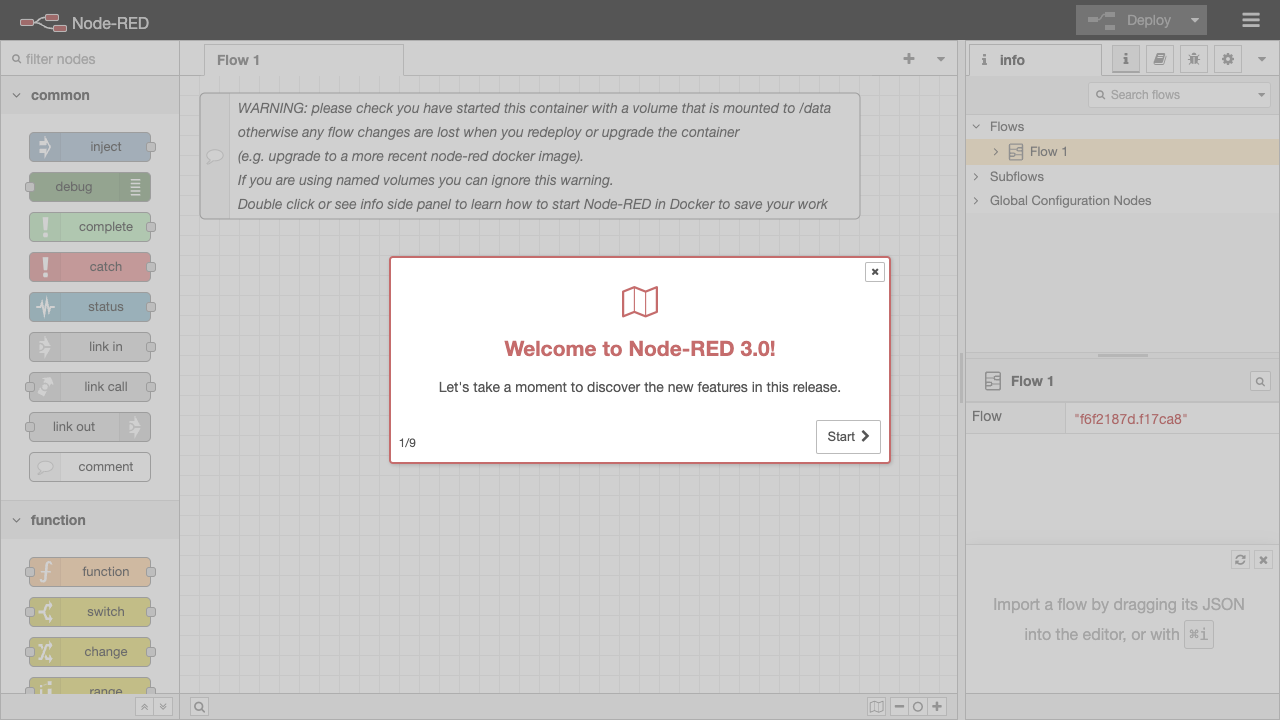 Node-RED
Deploy
filter nodes
Flow 1
info
common
WARNING: please check you have started this container with a volume that is mounted to /data
otherwise any flow changes are lost when you redeploy or upgrade the container
(e.g. upgrade to a more recent node-red docker image).
If you are using named volumes you can ignore this warning.
Double click or see info side panel to learn how to start Node-RED in Docker to save your work
Search flows
Flows
Flow 1
Subflows
Global Configuration Nodes
inject
debug
complete
catch
status
link in
link call
link out
comment
function
function
switch
change
range
Welcome to Node-RED 3.0!
Let's take a moment to discover the new features in this release.
1/9
Start
Flow 1
Flow
"f6f2187d.f17ca8"
Import a flow by dragging its JSON
into the editor, or with ⌘i